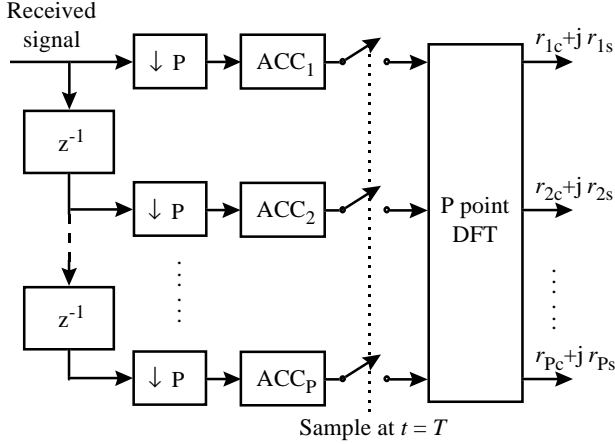 Received
signal
↓ P
ACC1
r1c+j r1s
z-1
↓ P
ACC2
P point
DFT
r2c+j r2s
z-1
↓ P
ACCP
rPc+j rPs
Sample at t = T